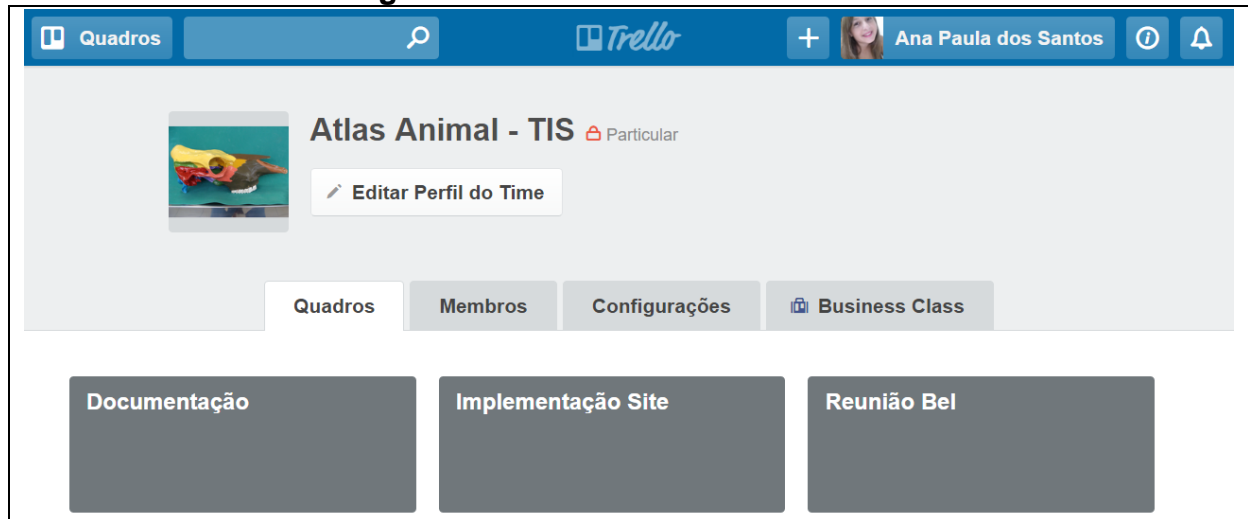 Quadros
Trello
Ana Paula dos Santos
Atlas Animal - TIS
Particular
Editar Perfil do Time
Quadros
Membros
Configurações
Business Class
Documentação
Implementação Site
Reunião Bel